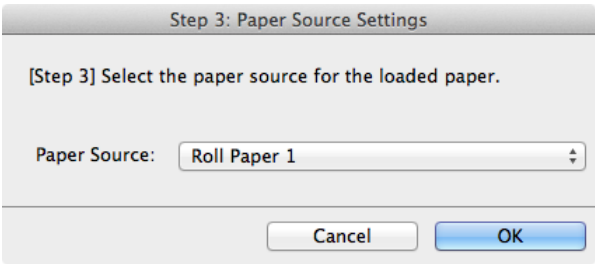 Step 3: Paper Source Settings
[Step 3] Select the paper source for the loaded paper.
Paper Source: Roll Paper 1
Cancel OK